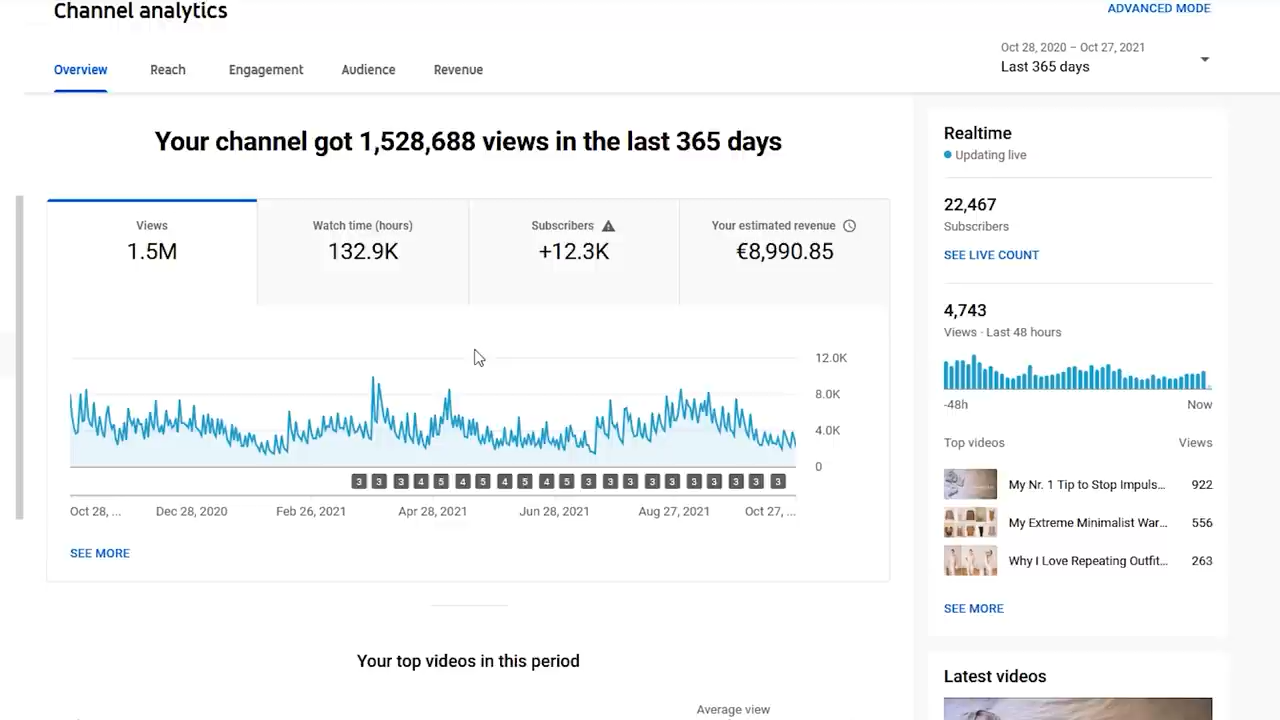 Channel analytics
ADVANCED MODE
Overview
Reach
Engagement
Audience
Revenue
Oct 28, 2020 – Oct 27, 2021
Last 365 days
Your channel got 1,528,688 views in the last 365 days
Views
1.5M
Watch time (hours)
132.9K
Subscribers
+12.3K
Your estimated revenue
€8,990.85
12.0K
8.0K
4.0K
0
3 3 3 4 5 4 5 4 5 4 5 3 3 3 3 3 3 3 3 3 3
Oct 28, ...
Dec 28, 2020
Feb 26, 2021
Apr 28, 2021
Jun 28, 2021
Aug 27, 2021
Oct 27, ...
SEE MORE
Your top videos in this period
Average view
Realtime
Updating live
22,467
Subscribers
SEE LIVE COUNT
4,743
Views · Last 48 hours
-48h
Now
Top videos
Views
My Nr. 1 Tip to Stop Impuls...
922
My Extreme Minimalist War...
556
Why I Love Repeating Outfit...
263
SEE MORE
Latest videos